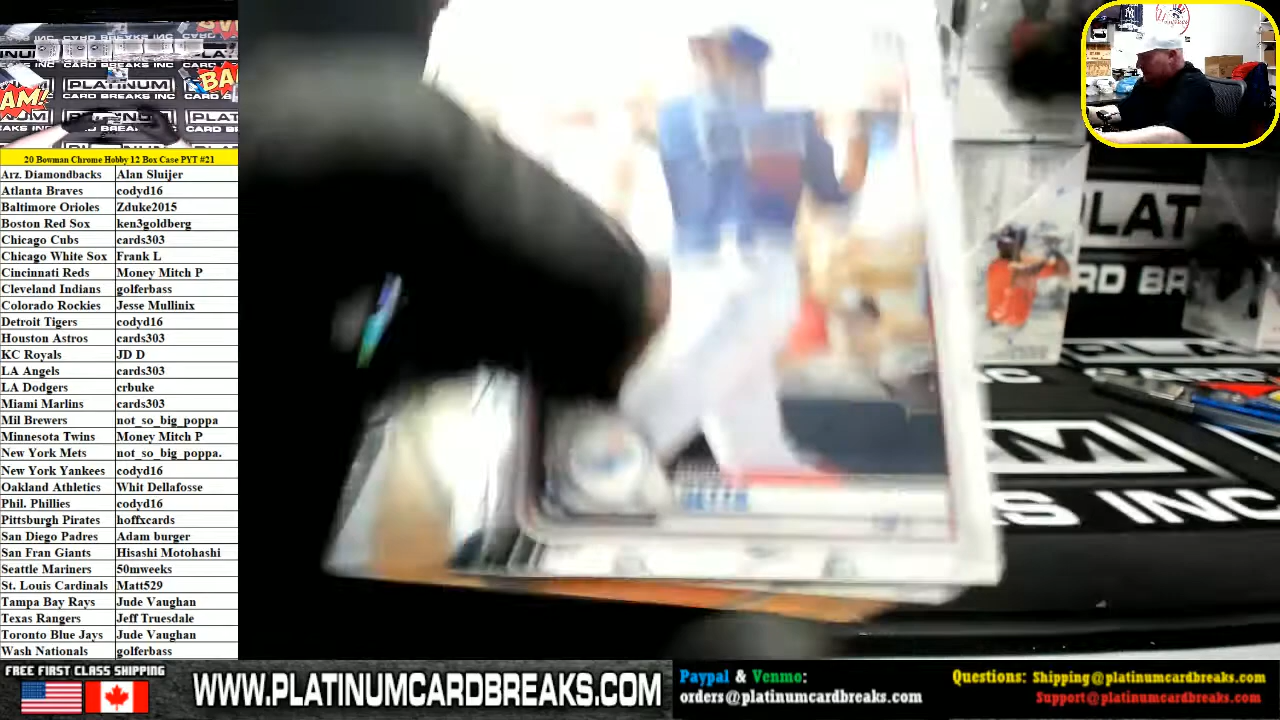 PLATINUM
CARD BREAKS INC
20 Bowman Chrome Hobby 12 Box Case PYT #21
Arz. Diamondbacks Alan Sluijer
Atlanta Braves codyd16
Baltimore Orioles Zduke2015
Boston Red Sox ken3goldberg
Chicago Cubs cards303
Chicago White Sox Frank L
Cincinnati Reds Money Mitch P
Cleveland Indians golferbass
Colorado Rockies Jesse Mullinix
Detroit Tigers codyd16
Houston Astros cards303
KC Royals JD D
LA Angels cards303
LA Dodgers crbuke
Miami Marlins cards303
Mil Brewers not_so_big_poppa
Minnesota Twins Money Mitch P
New York Mets not_so_big_poppa.
New York Yankees codyd16
Oakland Athletics Whit Dellafosse
Phil. Phillies codyd16
Pittsburgh Pirates hoffxcards
San Diego Padres Adam burger
San Fran Giants Hisashi Motohashi
Seattle Mariners 50mweeks
St. Louis Cardinals Matt529
Tampa Bay Rays Jude Vaughan
Texas Rangers Jeff Truesdale
Toronto Blue Jays Jude Vaughan
Wash Nationals golferbass
PLAT
RD BR
S INC
FREE FIRST CLASS SHIPPING
WWW.PLATINUMCARDBREAKS.COM
Paypal & Venmo:
orders@platinumcardbreaks.com
Questions: Shipping@platinumcardbreaks.com
Support@platinumcardbreaks.com